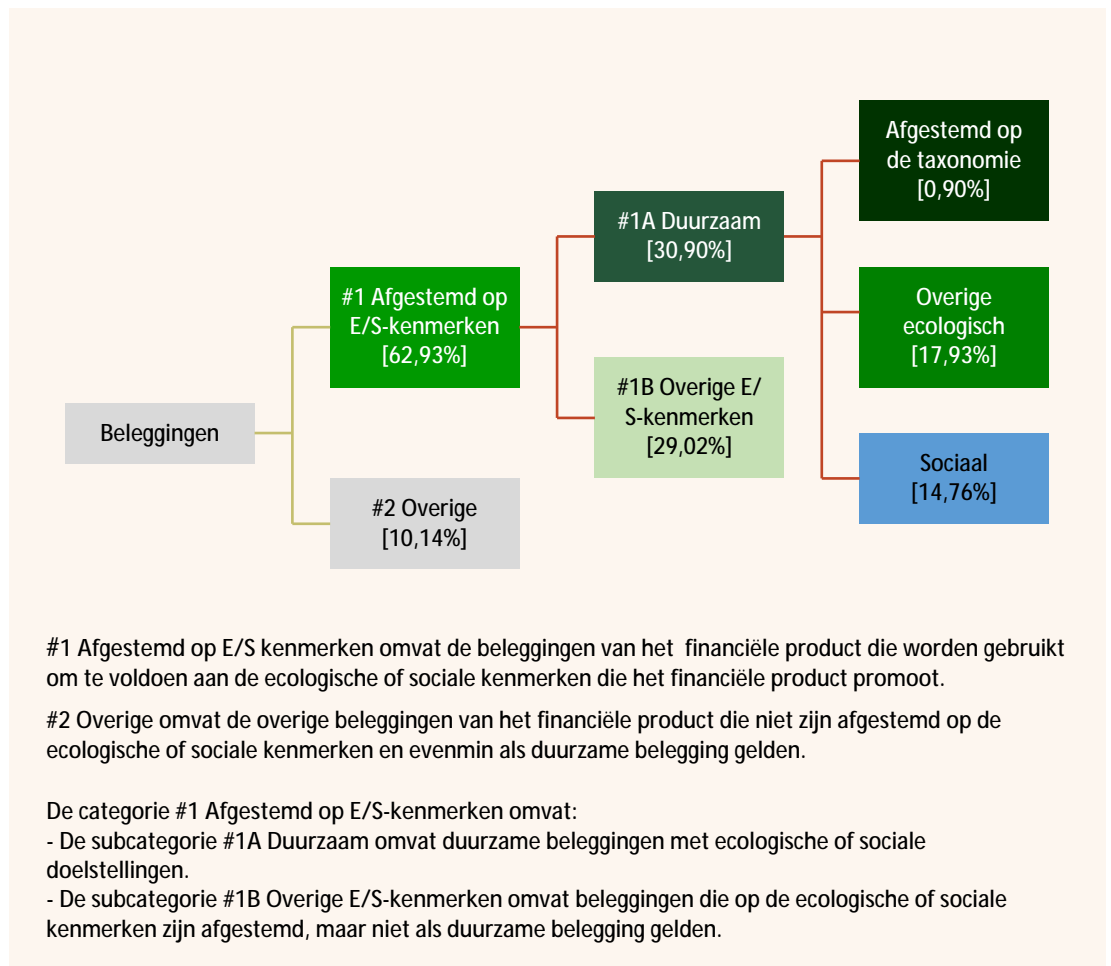 Afgestemd op
de taxonomie
[0,90%]
#1A Duurzaam
[30,90%]
#1 Afgestemd op
E/S-kenmerken
[62,93%]
Overige
ecologisch
[17,93%]
#1B Overige E/
S-kenmerken
[29,02%]
Beleggingen
Sociaal
[14,76%]
#2 Overige
[10,14%]
#1 Afgestemd op E/S kenmerken omvat de beleggingen van het financiële product die worden gebruikt
om te voldoen aan de ecologische of sociale kenmerken die het financiële product promoot.
#2 Overige omvat de overige beleggingen van het financiële product die niet zijn afgestemd op de
ecologische of sociale kenmerken en evenmin als duurzame belegging gelden.
De categorie #1 Afgestemd op E/S-kenmerken omvat:
- De subcategorie #1A Duurzaam omvat duurzame beleggingen met ecologische of sociale
doelstellingen.
- De subcategorie #1B Overige E/S-kenmerken omvat beleggingen die op de ecologische of sociale
kenmerken zijn afgestemd, maar niet als duurzame belegging gelden.